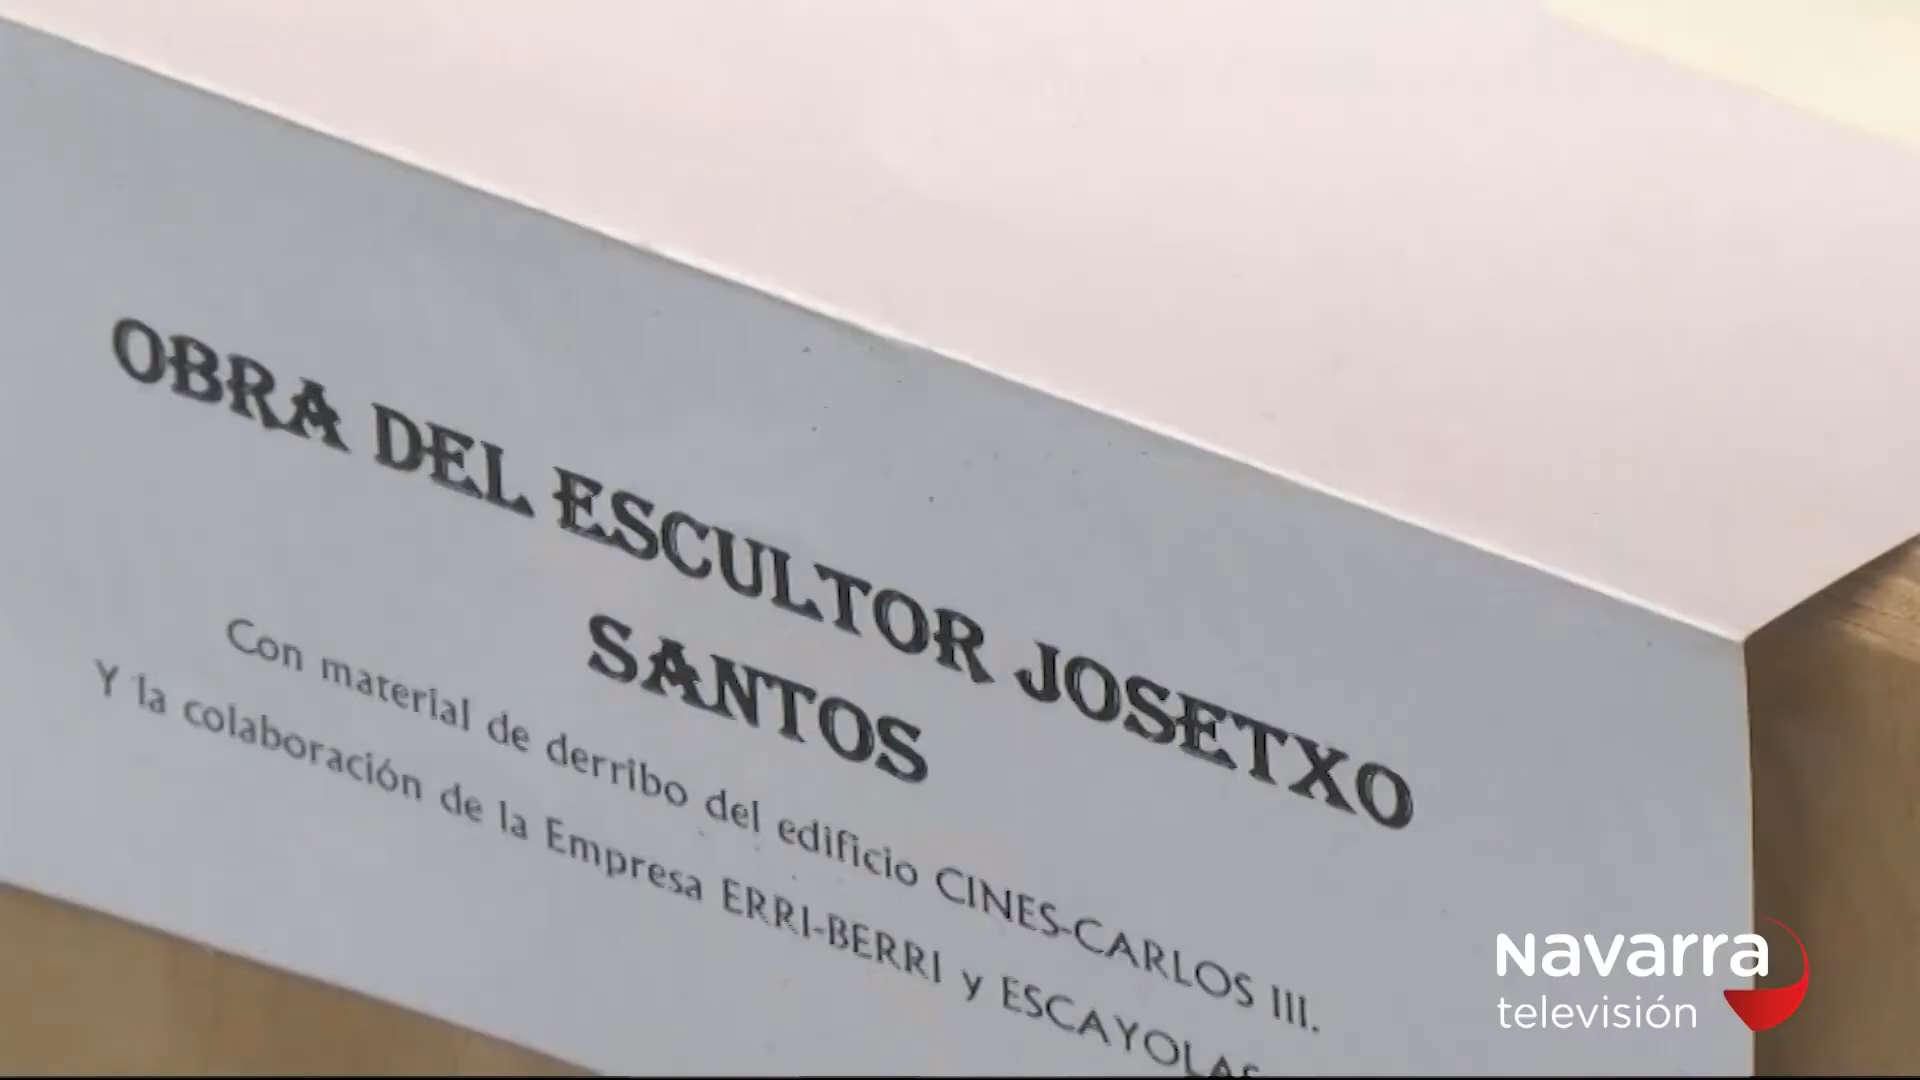 OBRA DEL ESCULTOR JOSETXO
SANTOS
Con material de derribo del edificio CINES-CARLOS III.
Y la colaboración de la Empresa ERRI-BERRI y ESCAYOLAS
Navarra
televisión